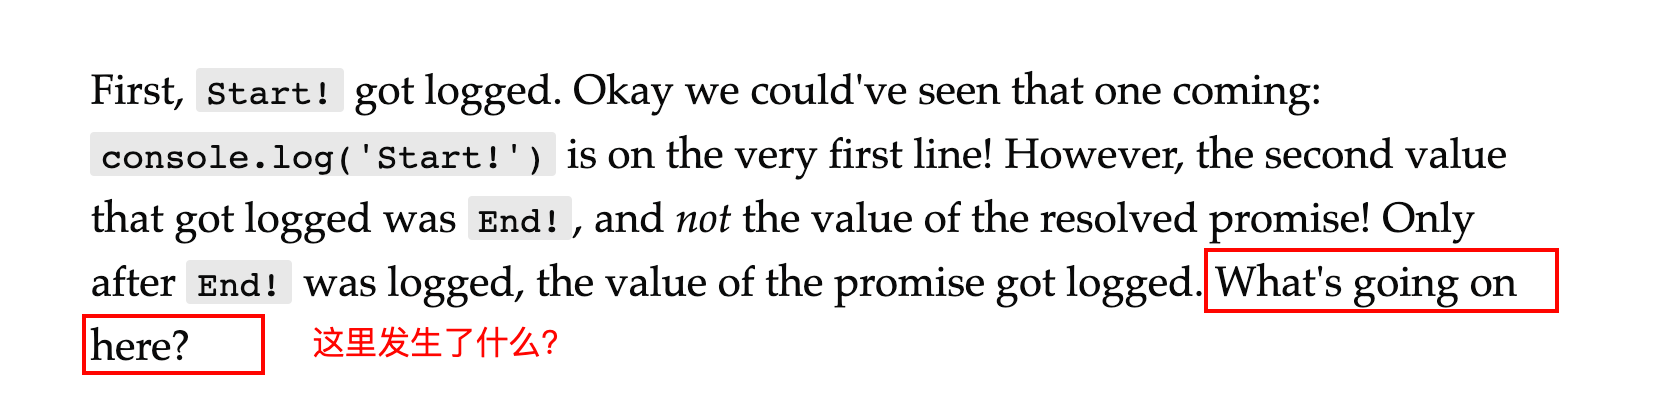 First, Start! got logged. Okay we could've seen that one coming:
console.log('Start!') is on the very first line! However, the second value
that got logged was End!, and not the value of the resolved promise! Only
after End! was logged, the value of the promise got logged. What's going on
here? 这里发生了什么?